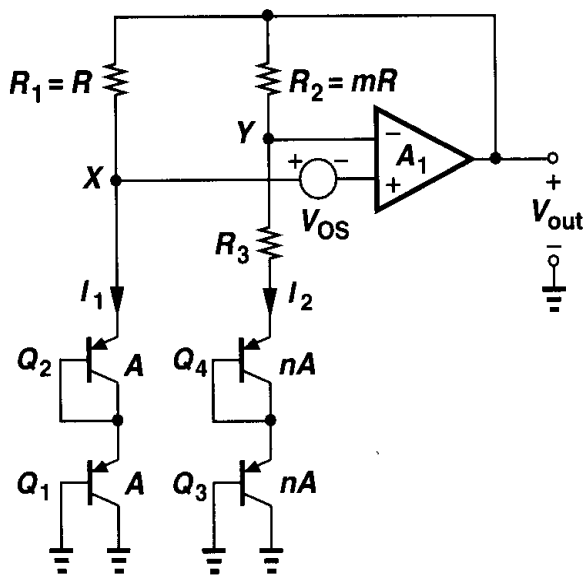 R₁ = R
R₂ = mR
Y
X
A₁
−
+
+
−
V_OS
R₃
V_out
+
−
I₁
I₂
Q₂
A
Q₄
nA
Q₁
A
Q₃
nA